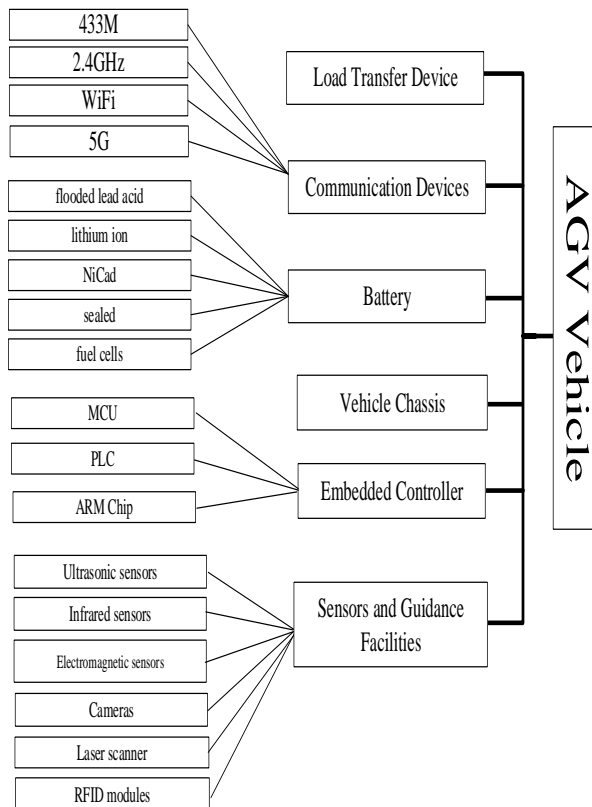 433M
2.4GHz
WiFi
5G
flooded lead acid
lithium ion
NiCad
sealed
fuel cells
MCU
PLC
ARM Chip
Ultrasonic sensors
Infrared sensors
Electromagnetic sensors
Cameras
Laser scanner
RFID modules
Load Transfer Device
Communication Devices
Battery
Vehicle Chassis
Embedded Controller
Sensors and Guidance
Facilities
AGV Vehicle